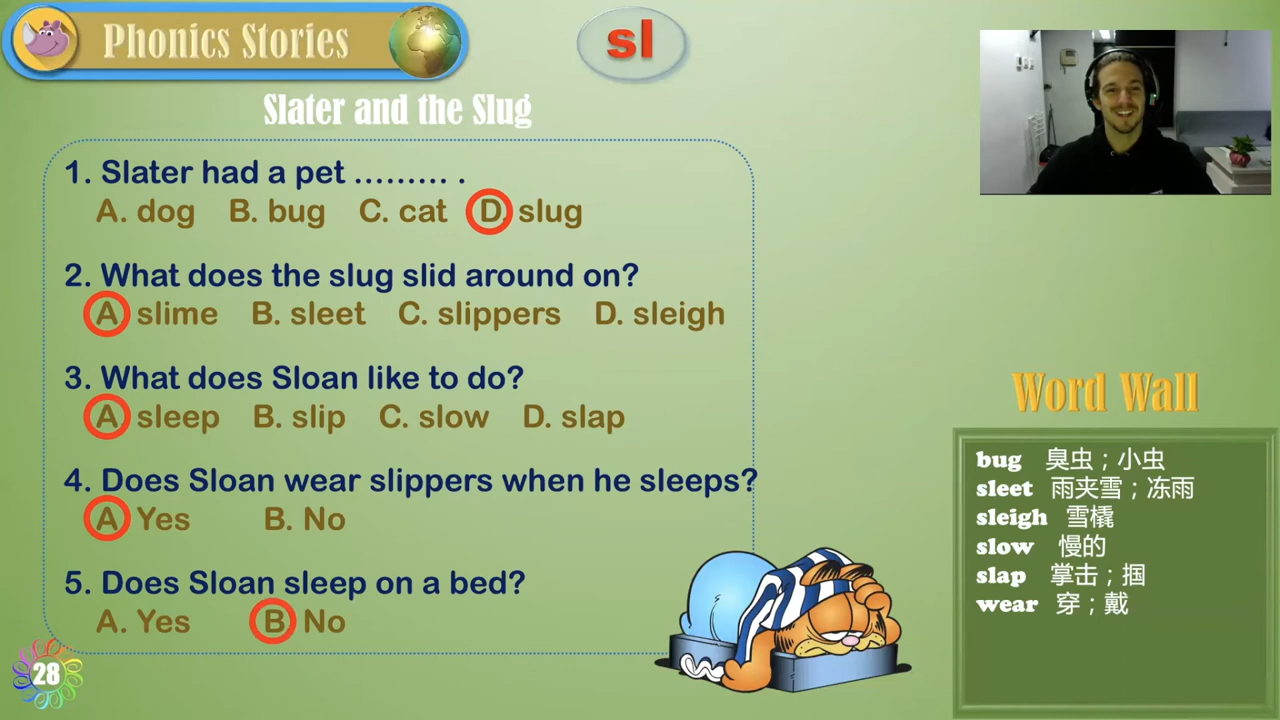 Phonics Stories
sl
Slater and the Slug
1. Slater had a pet ......... .
A. dog B. bug C. cat D. slug
2. What does the slug slid around on?
A slime B. sleet C. slippers D. sleigh
3. What does Sloan like to do?
A sleep B. slip C. slow D. slap
4. Does Sloan wear slippers when he sleeps?
A Yes B. No
5. Does Sloan sleep on a bed?
A. Yes B. No
28
Word Wall
bug 臭虫；小虫
sleet 雨夹雪；冻雨
sleigh 雪橇
slow 慢的
slap 掌击；掴
wear 穿；戴